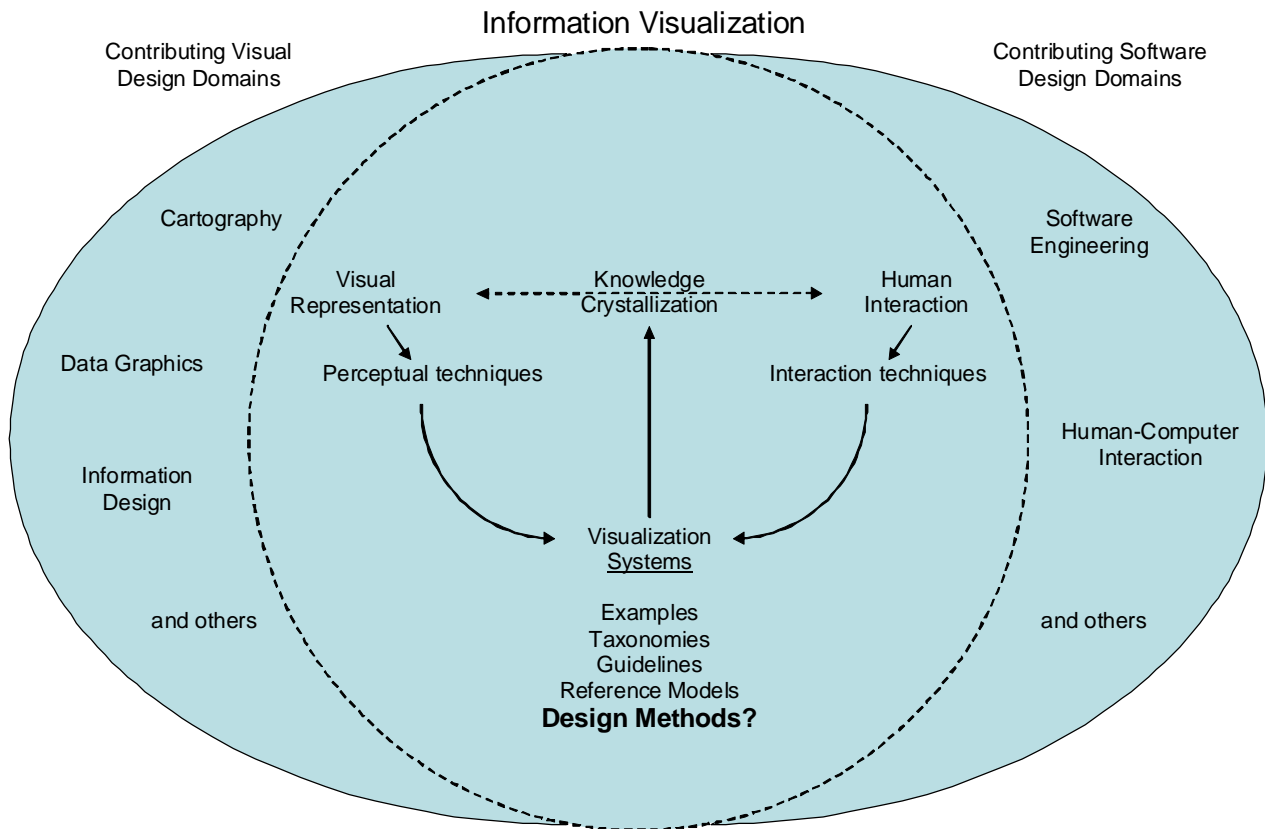 Information Visualization
Contributing Visual
Design Domains
Contributing Software
Design Domains
Cartography
Data Graphics
Information
Design
and others
Visual
Representation
Perceptual techniques
Knowledge
Crystallization
Human
Interaction
Interaction techniques
Visualization
Systems
Examples
Taxonomies
Guidelines
Reference Models
Design Methods?
Software
Engineering
Human-Computer
Interaction
and others